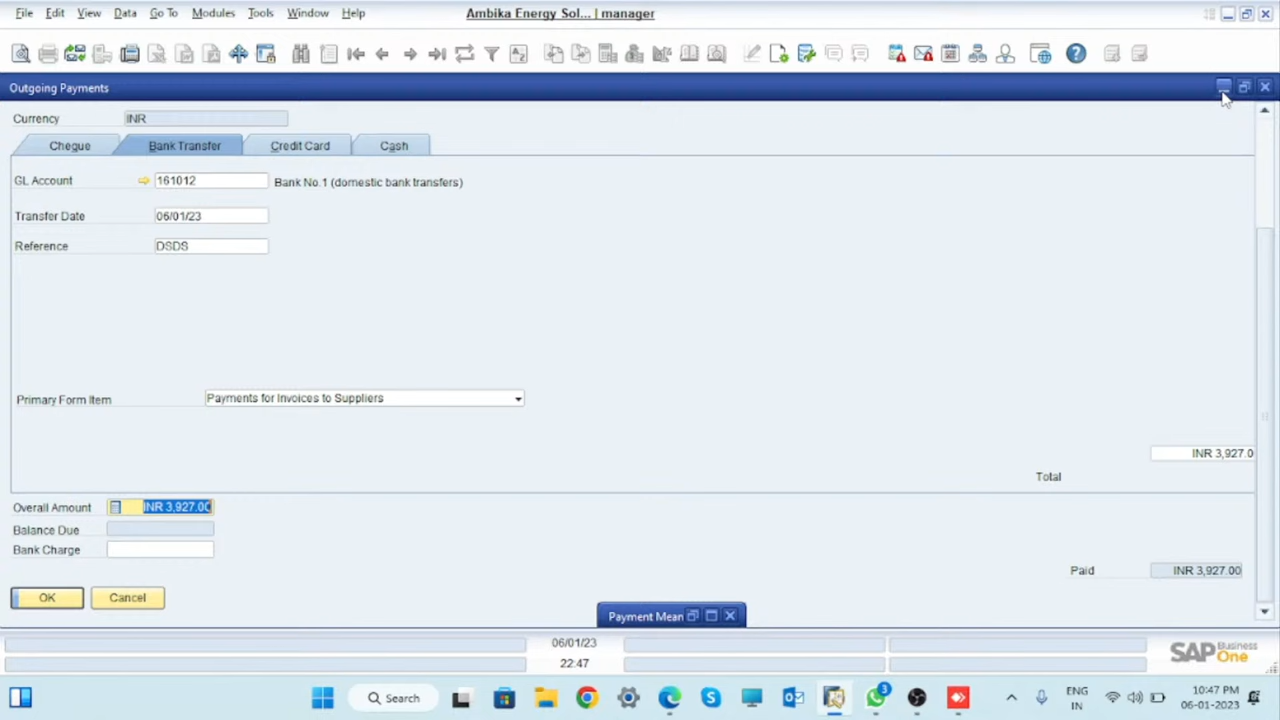 File Edit View Data Go To Modules Tools Window Help Ambika Energy Sol... | manager
Outgoing Payments
Currency INR
Cheque Bank Transfer Credit Card Cash
GL Account 161012 Bank No.1 (domestic bank transfers)
Transfer Date 06/01/23
Reference DSDS
Primary Form Item Payments for Invoices to Suppliers
INR 3,927.0
Total
Overall Amount INR 3,927.00
Balance Due
Bank Charge
Paid INR 3,927.00
OK Cancel
Payment Mean
06/01/23
22:47
SAP Business One
Search
3
ENG
IN
10:47 PM
06-01-2023